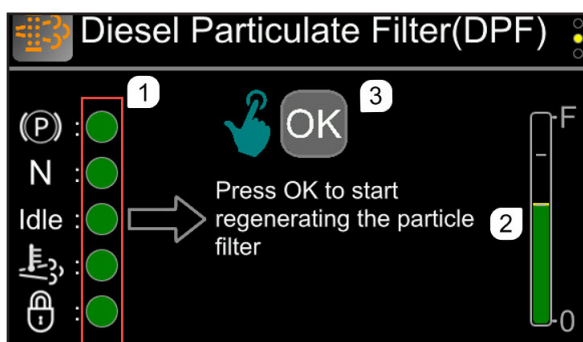 Diesel Particulate Filter(DPF)
1
3
(P) :
OK
F
N :
Press OK to start
Idle :
regenerating the particle
2
filter
:
:
0